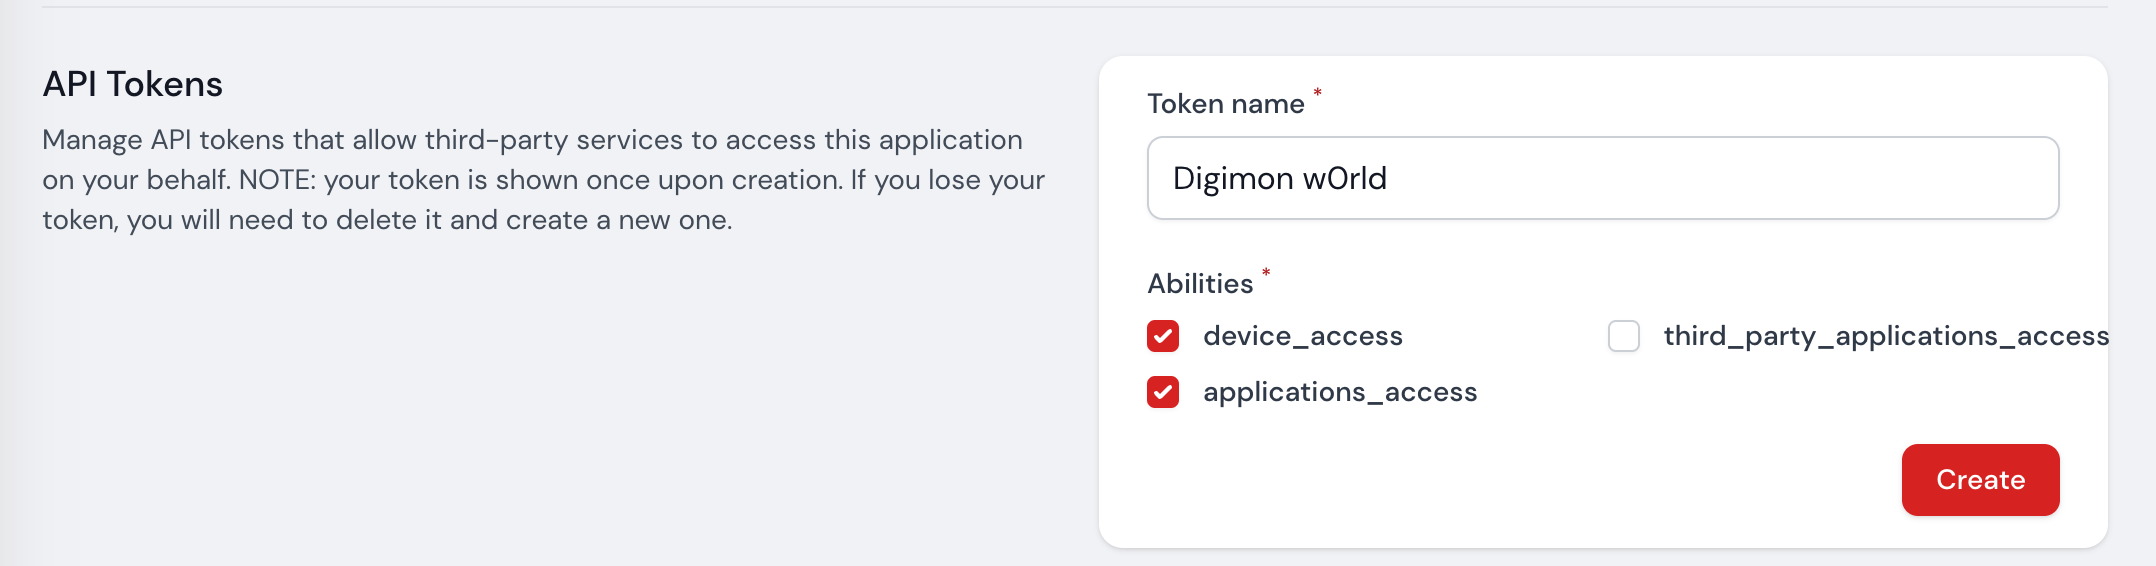 API Tokens
Manage API tokens that allow third-party services to access this application
on your behalf. NOTE: your token is shown once upon creation. If you lose your
token, you will need to delete it and create a new one.
Token name *
Digimon w0rld
Abilities *
device_access
third_party_applications_access
applications_access
Create